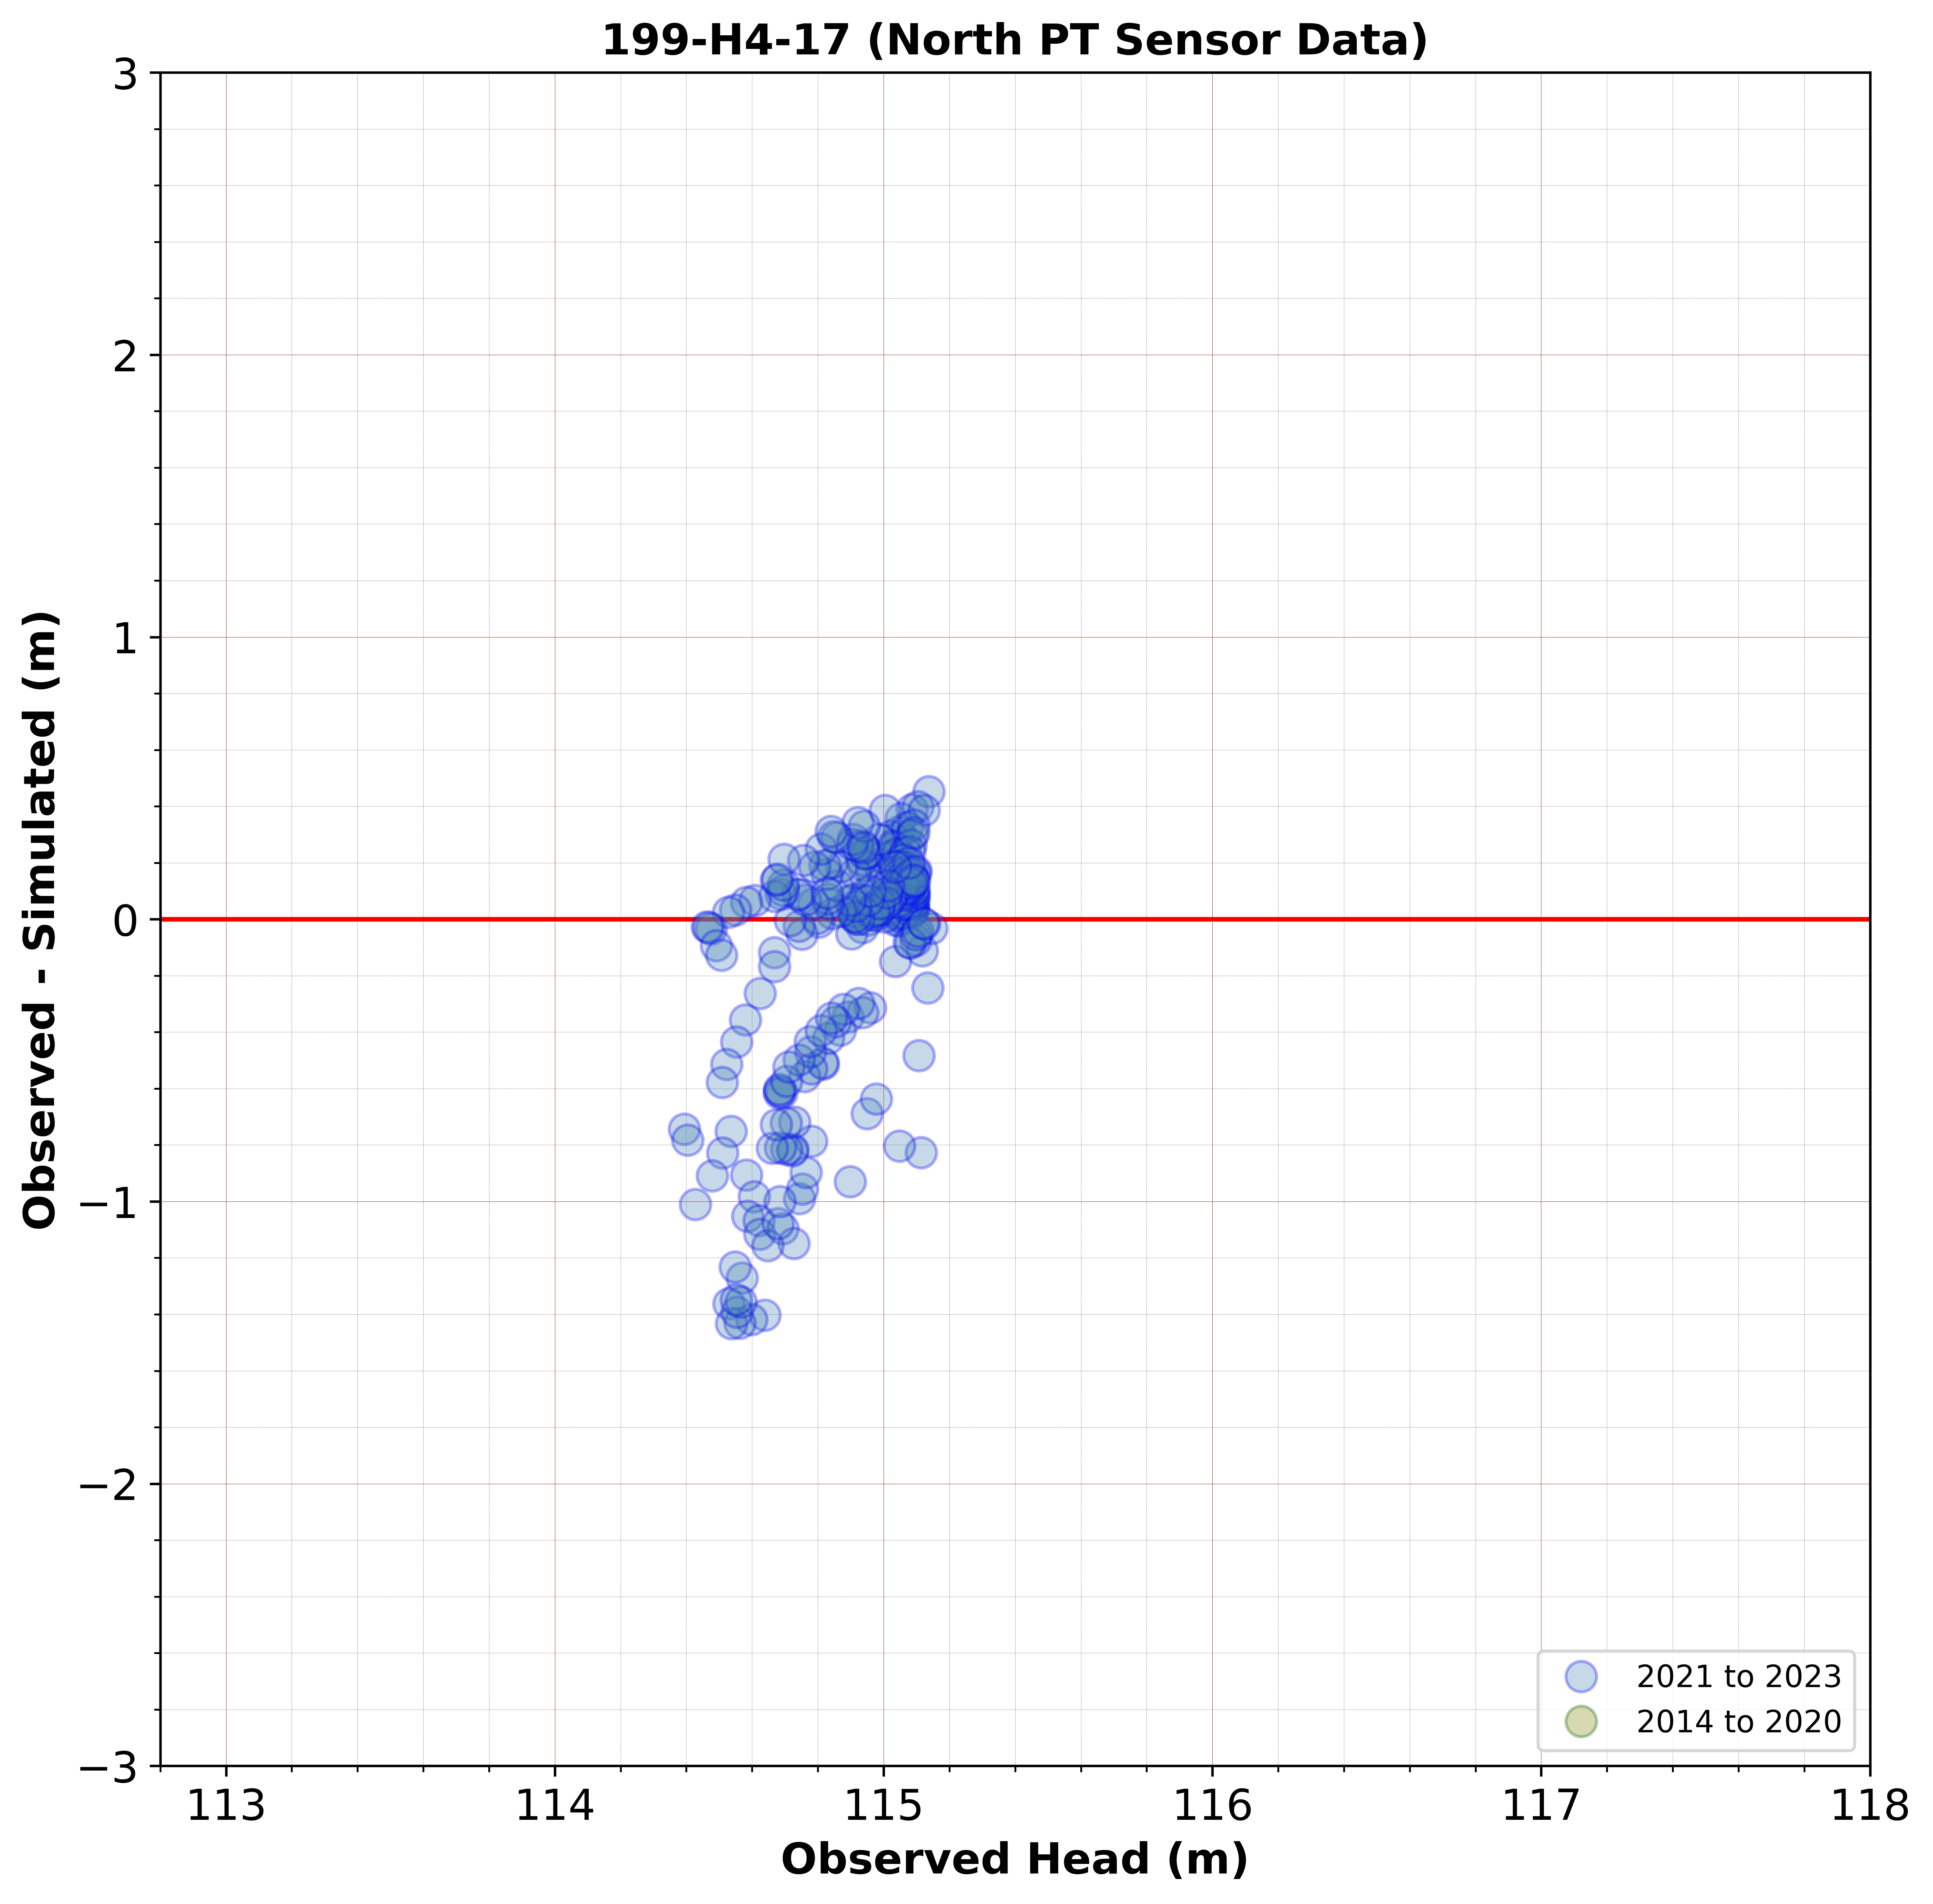 199-H4-17 (North PT Sensor Data)
3
2
1
0
−1
−2
−3
Observed - Simulated (m)
113 114 115 116 117 118
Observed Head (m)
2021 to 2023
2014 to 2020